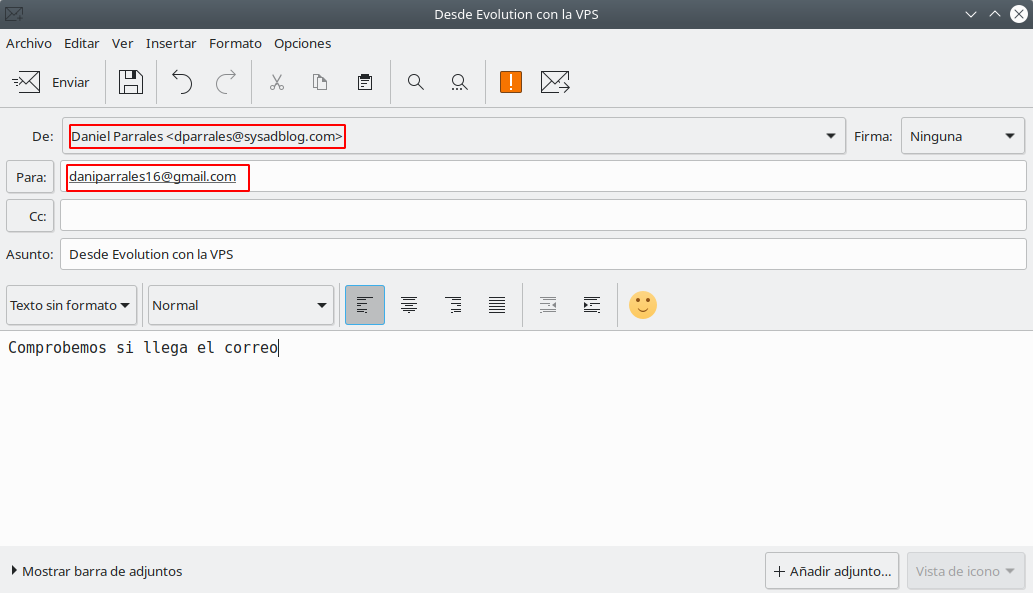 Desde Evolution con la VPS
Archivo Editar Ver Insertar Formato Opciones
Enviar
De: Daniel Parrales <dparrales@sysadblog.com> Firma: Ninguna
Para: daniparrales16@gmail.com
Cc:
Asunto: Desde Evolution con la VPS
Texto sin formato Normal
Comprobemos si llega el correo
Mostrar barra de adjuntos + Añadir adjunto... Vista de icono